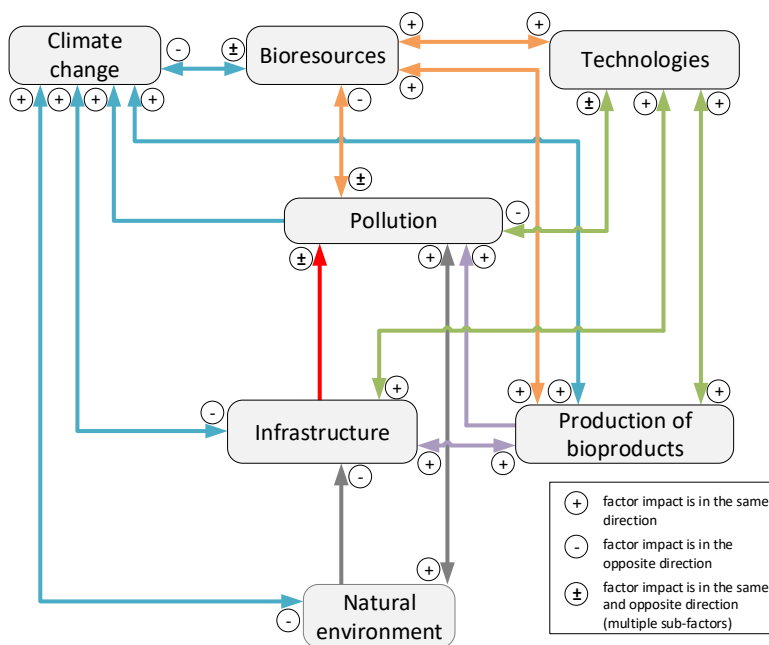 Climate
change
-
±
Bioresources
+
+
Technologies
+
+
+
+
-
+
±
+
+
±
Pollution
-
±
+
+
-
+
Infrastructure
+
+
+
Production of
bioproducts
+
+
-
+
Natural
environment
-
+ factor impact is in the same
direction
- factor impact is in the
opposite direction
± factor impact is in the same
and opposite direction
(multiple sub-factors)